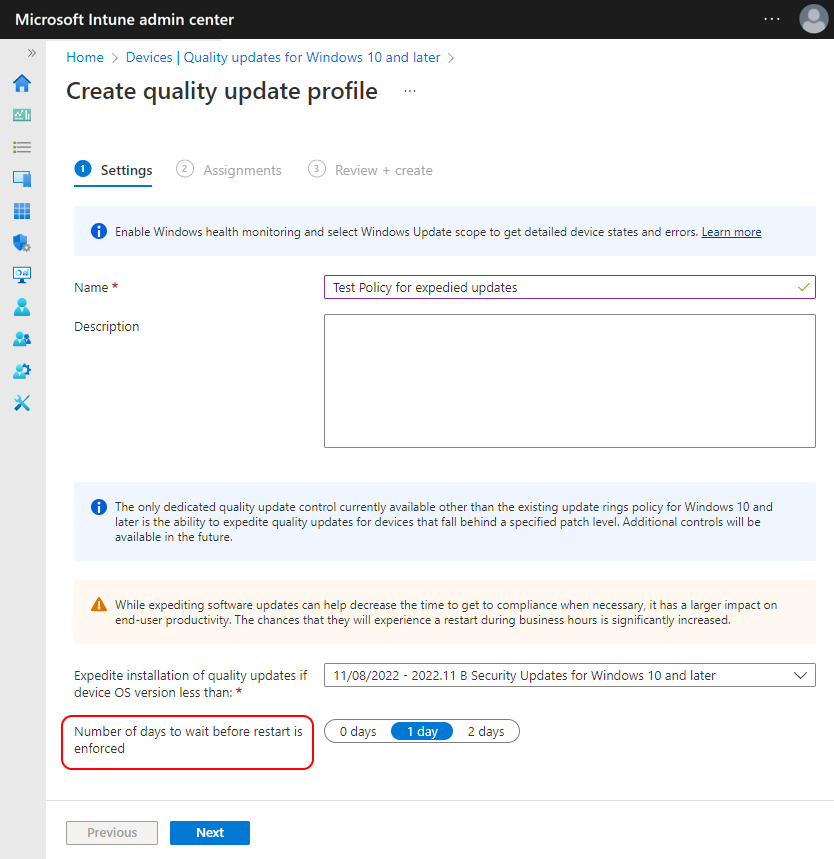 Microsoft Intune admin center
Home > Devices | Quality updates for Windows 10 and later >
Create quality update profile
1 Settings 2 Assignments 3 Review + create
Enable Windows health monitoring and select Windows Update scope to get detailed device states and errors. Learn more
Name *
Test Policy for expedied updates
Description
The only dedicated quality update control currently available other than the existing update rings policy for Windows 10 and
later is the ability to expedite quality updates for devices that fall behind a specified patch level. Additional controls will be
available in the future.
While expediting software updates can help decrease the time to get to compliance when necessary, it has a larger impact on
end-user productivity. The chances that they will experience a restart during business hours is significantly increased.
Expedite installation of quality updates if
device OS version less than: *
11/08/2022 - 2022.11 B Security Updates for Windows 10 and later
Number of days to wait before restart is
enforced
0 days 1 day 2 days
Previous Next